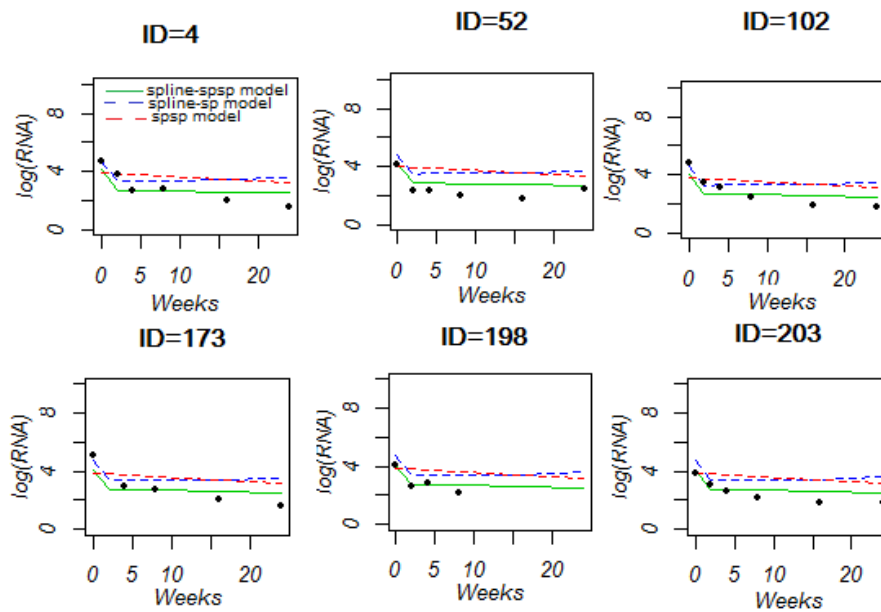 ID=4
ID=52
ID=102
spline-spsp model
spline-sp model
spsp model
log(RNA)
0 4 8
0 5 10 20
Weeks
log(RNA)
0 4 8
0 5 10 20
Weeks
log(RNA)
0 4 8
0 5 10 20
Weeks
ID=173
ID=198
ID=203
log(RNA)
0 4 8
0 5 10 20
Weeks
log(RNA)
0 4 8
0 5 10 20
Weeks
log(RNA)
0 4 8
0 5 10 20
Weeks